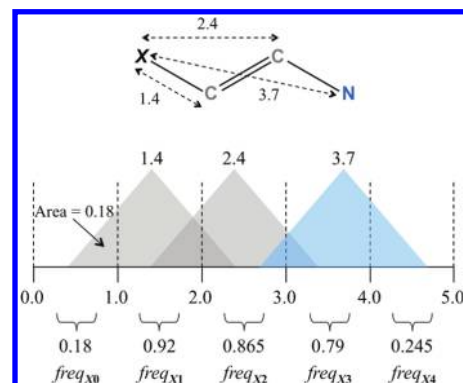 2.4
X C
C N
1.4 3.7
1.4 2.4 3.7
Area = 0.18
0.0 1.0 2.0 3.0 4.0 5.0
0.18 0.92 0.865 0.79 0.245
freqX0 freqX1 freqX2 freqX3 freqX4